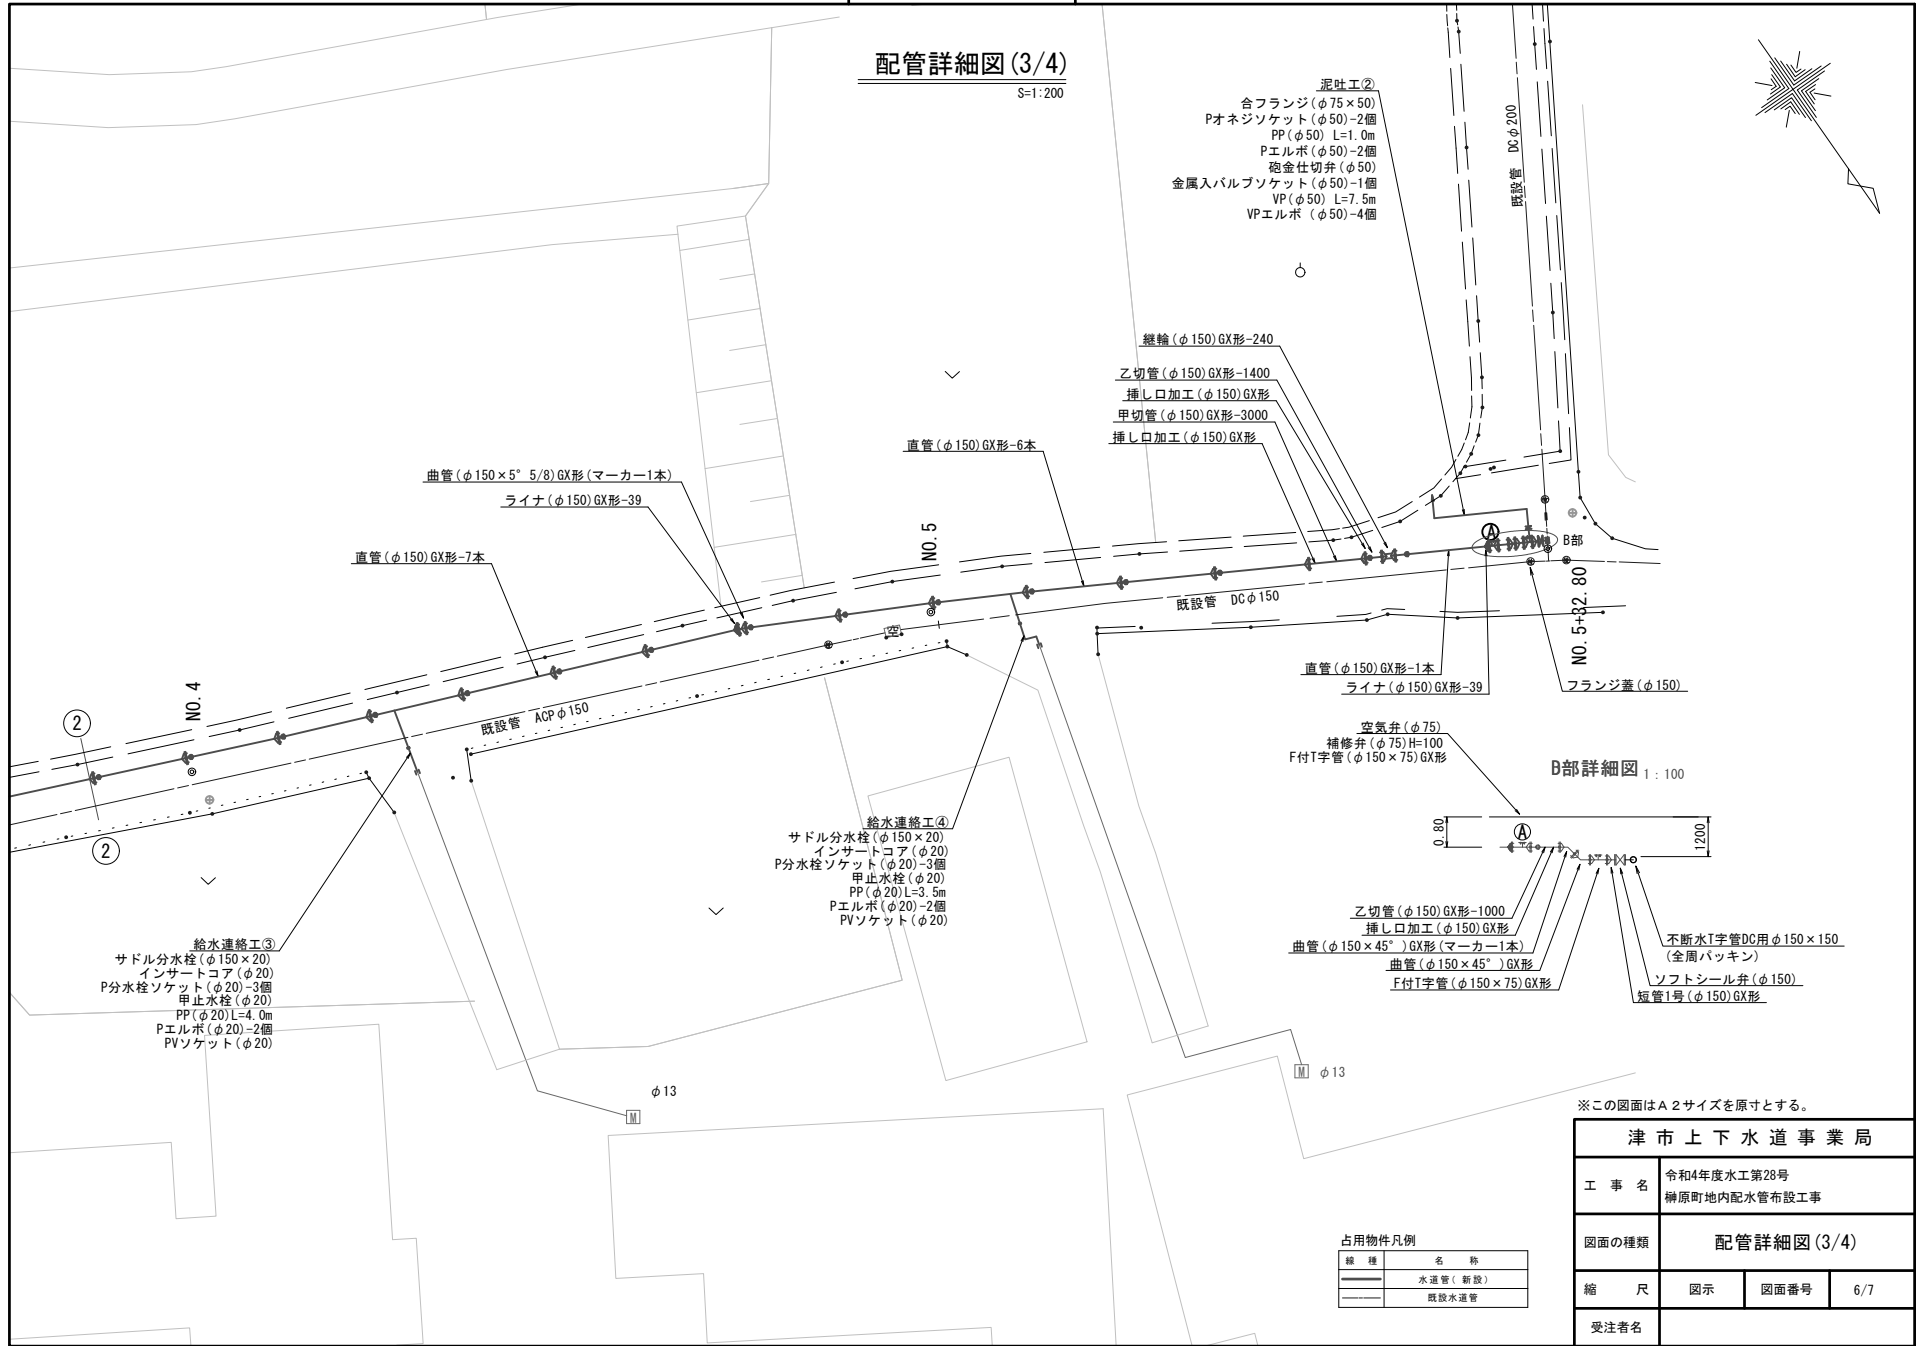 配管詳細図(3/4)
S=1:200
泥吐工②
合フランジ(φ75×50)
Pオネジソケット(φ50)-2個
PP(φ50) L=1.0m
Pエルボ(φ50)-2個
砲金仕切弁(φ50)
金属入バルブソケット(φ50)-1個
VP(φ50) L=7.5m
VPエルボ (φ50)-4個
既設管 DCφ200
継輪(φ150)GX形-240
乙切管(φ150)GX形-1400
挿し口加工(φ150)GX形
甲切管(φ150)GX形-3000
挿し口加工(φ150)GX形
直管(φ150)GX形-6本
曲管(φ150×5° 5/8)GX形(マーカー1本)
ライナ(φ150)GX形-39
直管(φ150)GX形-7本
NO.5
NO.4
A
B部
空
既設管 DCφ150
既設管 ACPφ150
NO.5+32.80
直管(φ150)GX形-1本
ライナ(φ150)GX形-39
フランジ蓋(φ150)
②
②
空気弁(φ75)
補修弁(φ75)H=100
F付T字管(φ150×75)GX形
B部詳細図 1:100
0.80
A
1200
給水連絡工④
サドル分水栓(φ150×20)
インサートコア(φ20)
P分水栓ソケット(φ20)-3個
甲止水栓(φ20)
PP(φ20)L=3.5m
Pエルボ(φ20)-2個
PVソケット(φ20)
乙切管(φ150)GX形-1000
挿し口加工(φ150)GX形
曲管(φ150×45°)GX形(マーカー1本)
曲管(φ150×45°)GX形
F付T字管(φ150×75)GX形
不断水T字管DC用φ150×150
(全周パッキン)
ソフトシール弁(φ150)
短管1号(φ150)GX形
給水連絡工③
サドル分水栓(φ150×20)
インサートコア(φ20)
P分水栓ソケット(φ20)-3個
甲止水栓(φ20)
PP(φ20)L=4.0m
Pエルボ(φ20)-2個
PVソケット(φ20)
M φ13
φ13
M
※この図面はA2サイズを原寸とする。
津市上下水道事業局
工事名
令和4年度水工第28号
榊原町地内配水管布設工事
図面の種類 配管詳細図(3/4)
縮尺 図示 図面番号 6/7
受注者名
占用物件凡例
線種 名称
水道管(新設)
既設水道管